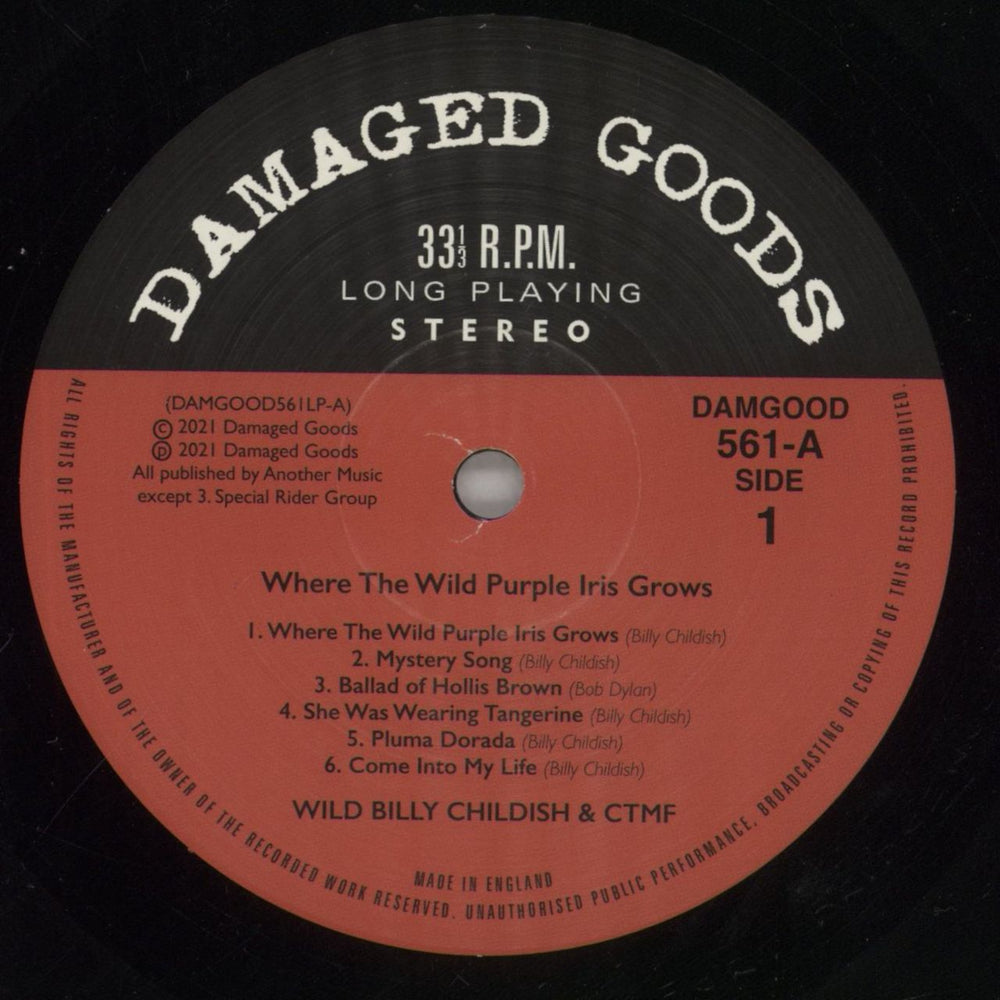 DAMAGED GOODS
33⅓ R.P.M.
LONG PLAYING
STEREO
(DAMGOOD561LP-A)
© 2021 Damaged Goods
℗ 2021 Damaged Goods
All published by Another Music
except 3. Special Rider Group
DAMGOOD
561-A
SIDE
1
Where The Wild Purple Iris Grows
1. Where The Wild Purple Iris Grows (Billy Childish)
2. Mystery Song (Billy Childish)
3. Ballad of Hollis Brown (Bob Dylan)
4. She Was Wearing Tangerine (Billy Childish)
5. Pluma Dorada (Billy Childish)
6. Come Into My Life (Billy Childish)
WILD BILLY CHILDISH & CTMF
MADE IN ENGLAND
ALL RIGHTS OF THE MANUFACTURER AND OF THE OWNER OF THE RECORDED WORK RESERVED. UNAUTHORISED PUBLIC PERFORMANCE, BROADCASTING OR COPYING OF THIS RECORD PROHIBITED.